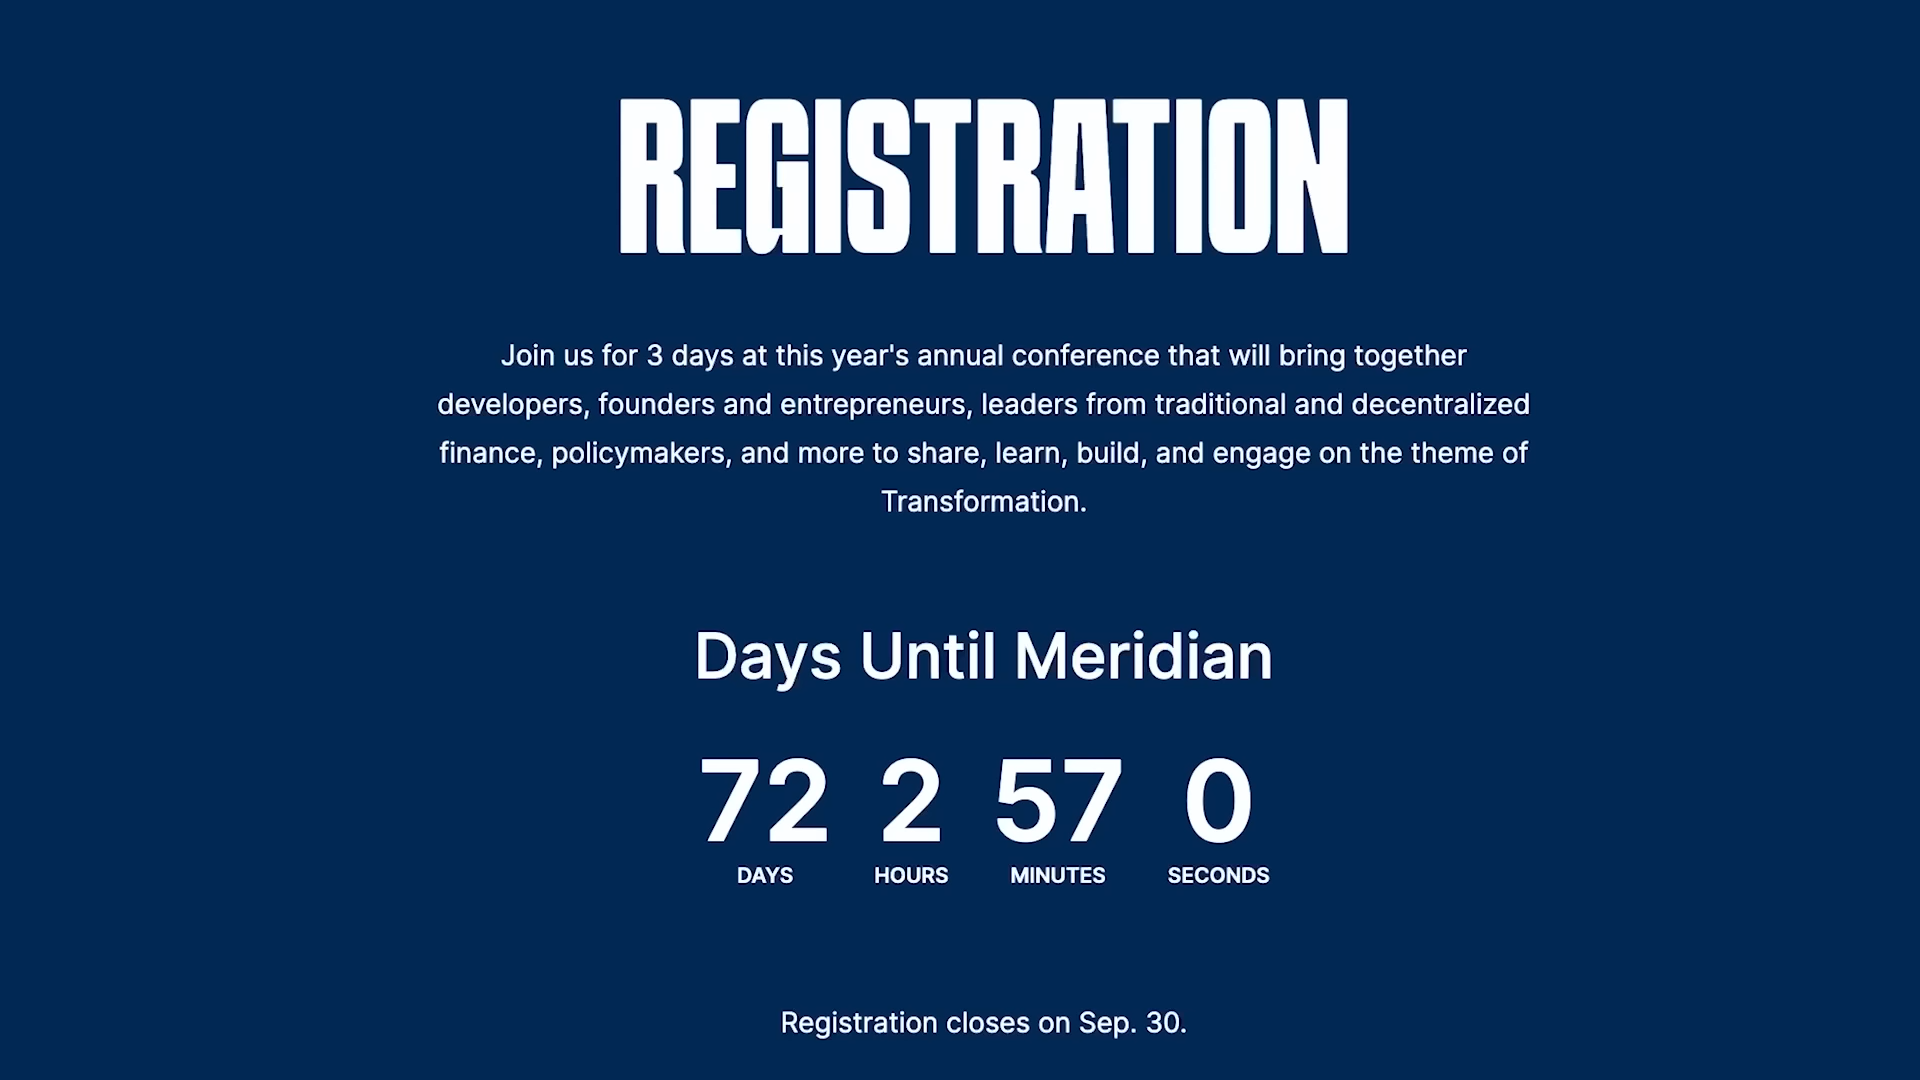 REGISTRATION
Join us for 3 days at this year's annual conference that will bring together
developers, founders and entrepreneurs, leaders from traditional and decentralized
finance, policymakers, and more to share, learn, build, and engage on the theme of
Transformation.
Days Until Meridian
72 2 57 0
DAYS HOURS MINUTES SECONDS
Registration closes on Sep. 30.